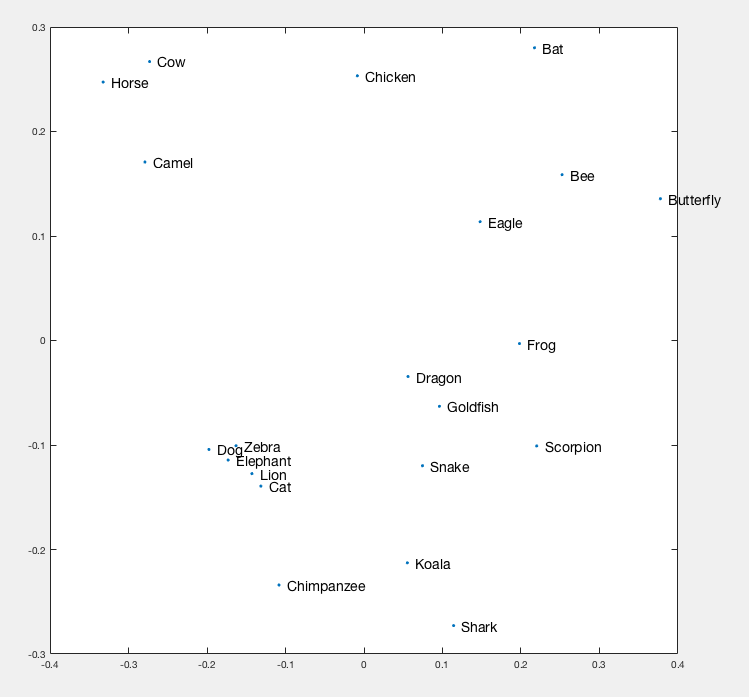 0.3
Bat
Cow
Chicken
Horse
Camel
0.2
Bee
Butterfly
Eagle
0.1
0
Frog
Dragon
Goldfish
-0.1
Dog
Zebra
Scorpion
Elephant
Snake
Lion
Cat
-0.2
Koala
Chimpanzee
Shark
-0.3
-0.4 -0.3 -0.2 -0.1 0 0.1 0.2 0.3 0.4